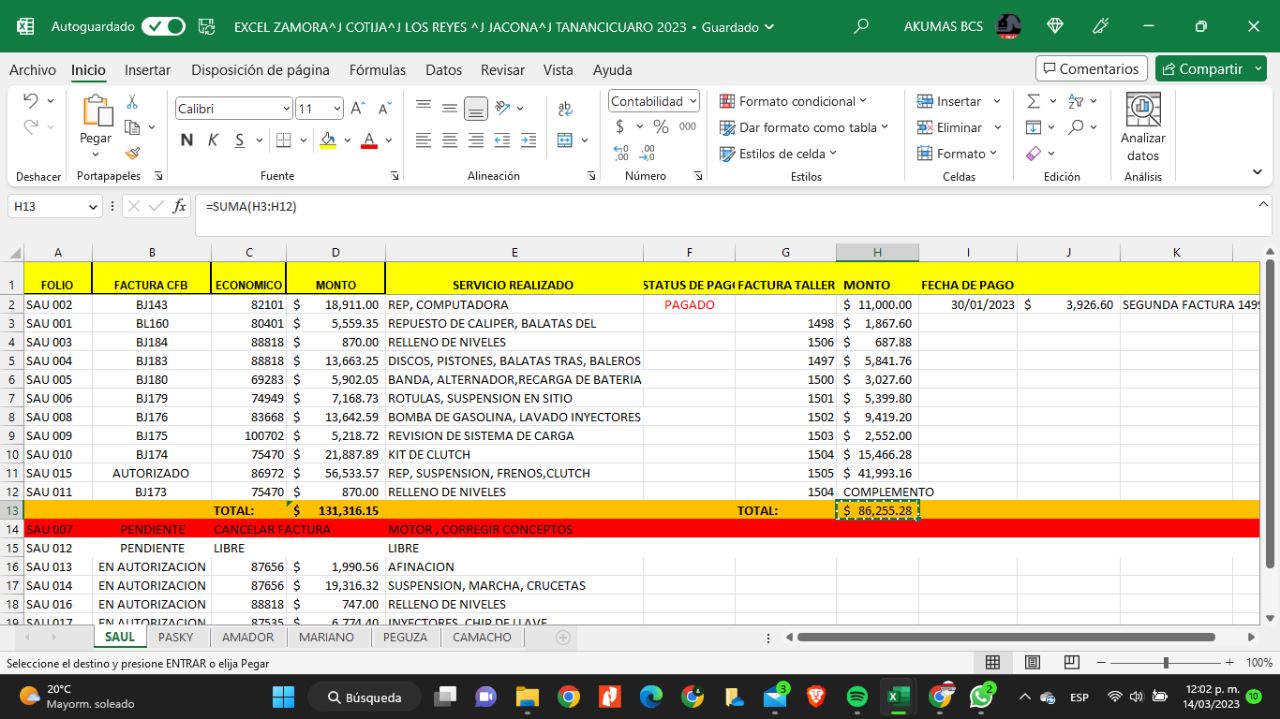 Autoguardado EXCEL ZAMORA^J COTIJA^J LOS REYES ^J JACONA^J TANANCICUARO 2023 • Guardado AKUMAS BCS
Archivo Inicio Insertar Disposición de página Fórmulas Datos Revisar Vista Ayuda Comentarios Compartir
Pegar Calibri 11 N K S Contabilidad $ % 000 Formato condicional Dar formato como tabla Estilos de celda Insertar Eliminar Formato Analizar datos
Deshacer Portapapeles Fuente Alineación Número Estilos Celdas Edición Análisis
H13 fx =SUMA(H3:H12)
A B C D E F G H I J K
1 FOLIO FACTURA CFB ECONOMICO MONTO SERVICIO REALIZADO STATUS DE PAG FACTURA TALLER MONTO FECHA DE PAGO
2 SAU 002 BJ143 82101 $ 18,911.00 REP, COMPUTADORA PAGADO $ 11,000.00 30/01/2023 $ 3,926.60 SEGUNDA FACTURA 1499
3 SAU 001 BL160 80401 $ 5,559.35 REPUESTO DE CALIPER, BALATAS DEL 1498 $ 1,867.60
4 SAU 003 BJ184 88818 $ 870.00 RELLENO DE NIVELES 1506 $ 687.88
5 SAU 004 BJ183 88818 $ 13,663.25 DISCOS, PISTONES, BALATAS TRAS, BALEROS 1497 $ 5,841.76
6 SAU 005 BJ180 69283 $ 5,902.05 BANDA, ALTERNADOR,RECARGA DE BATERIA 1500 $ 3,027.60
7 SAU 006 BJ179 74949 $ 7,168.73 ROTULAS, SUSPENSION EN SITIO 1501 $ 5,399.80
8 SAU 008 BJ176 83668 $ 13,642.59 BOMBA DE GASOLINA, LAVADO INYECTORES 1502 $ 9,419.20
9 SAU 009 BJ175 100702 $ 5,218.72 REVISION DE SISTEMA DE CARGA 1503 $ 2,552.00
10 SAU 010 BJ174 75470 $ 21,887.89 KIT DE CLUTCH 1504 $ 15,466.28
11 SAU 015 AUTORIZADO 86972 $ 56,533.57 REP, SUSPENSION, FRENOS,CLUTCH 1505 $ 41,993.16
12 SAU 011 BJ173 75470 $ 870.00 RELLENO DE NIVELES 1504 COMPLEMENTO
13 TOTAL: $ 131,316.15 TOTAL: $ 86,255.28
14 SAU 007 PENDIENTE CANCELAR FACTURA MOTOR , CORREGIR CONCEPTOS
15 SAU 012 PENDIENTE LIBRE LIBRE
16 SAU 013 EN AUTORIZACION 87656 $ 1,990.56 AFINACION
17 SAU 014 EN AUTORIZACION 87656 $ 19,316.32 SUSPENSION, MARCHA, CRUCETAS
18 SAU 016 EN AUTORIZACION 88818 $ 747.00 RELLENO DE NIVELES
19 SAU 017 EN AUTORIZACION 87535 $ 6,774.40 INYECTORES, CHIP DE LLAVE
SAUL PASKY AMADOR MARIANO PEGUZA CAMACHO
Seleccione el destino y presione ENTRAR o elija Pegar 100%
20°C
Mayorm. soleado
Búsqueda
3
2
ESP
12:02 p. m.
14/03/2023
10